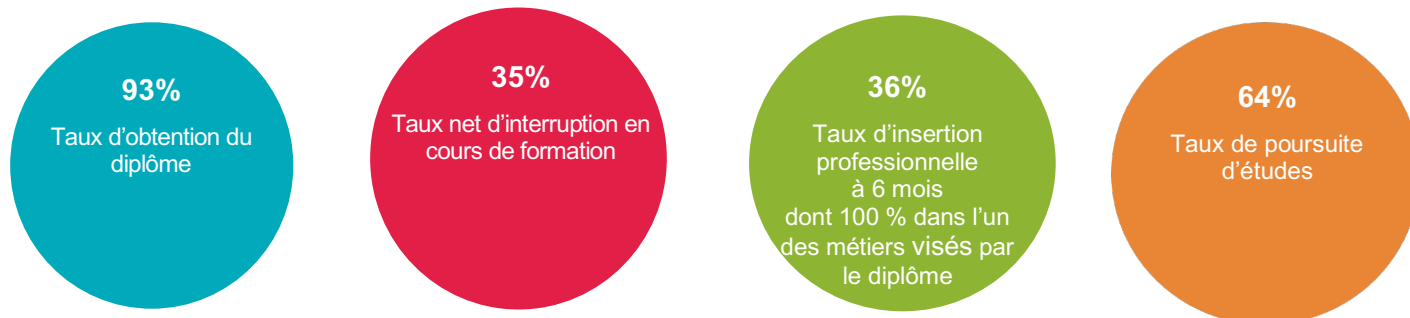 93%
Taux d’obtention du
diplôme
35%
Taux net d’interruption en
cours de formation
36%
Taux d’insertion
professionnelle
à 6 mois
dont 100 % dans l’un
des métiers visés par
le diplôme
64%
Taux de poursuite
d’études